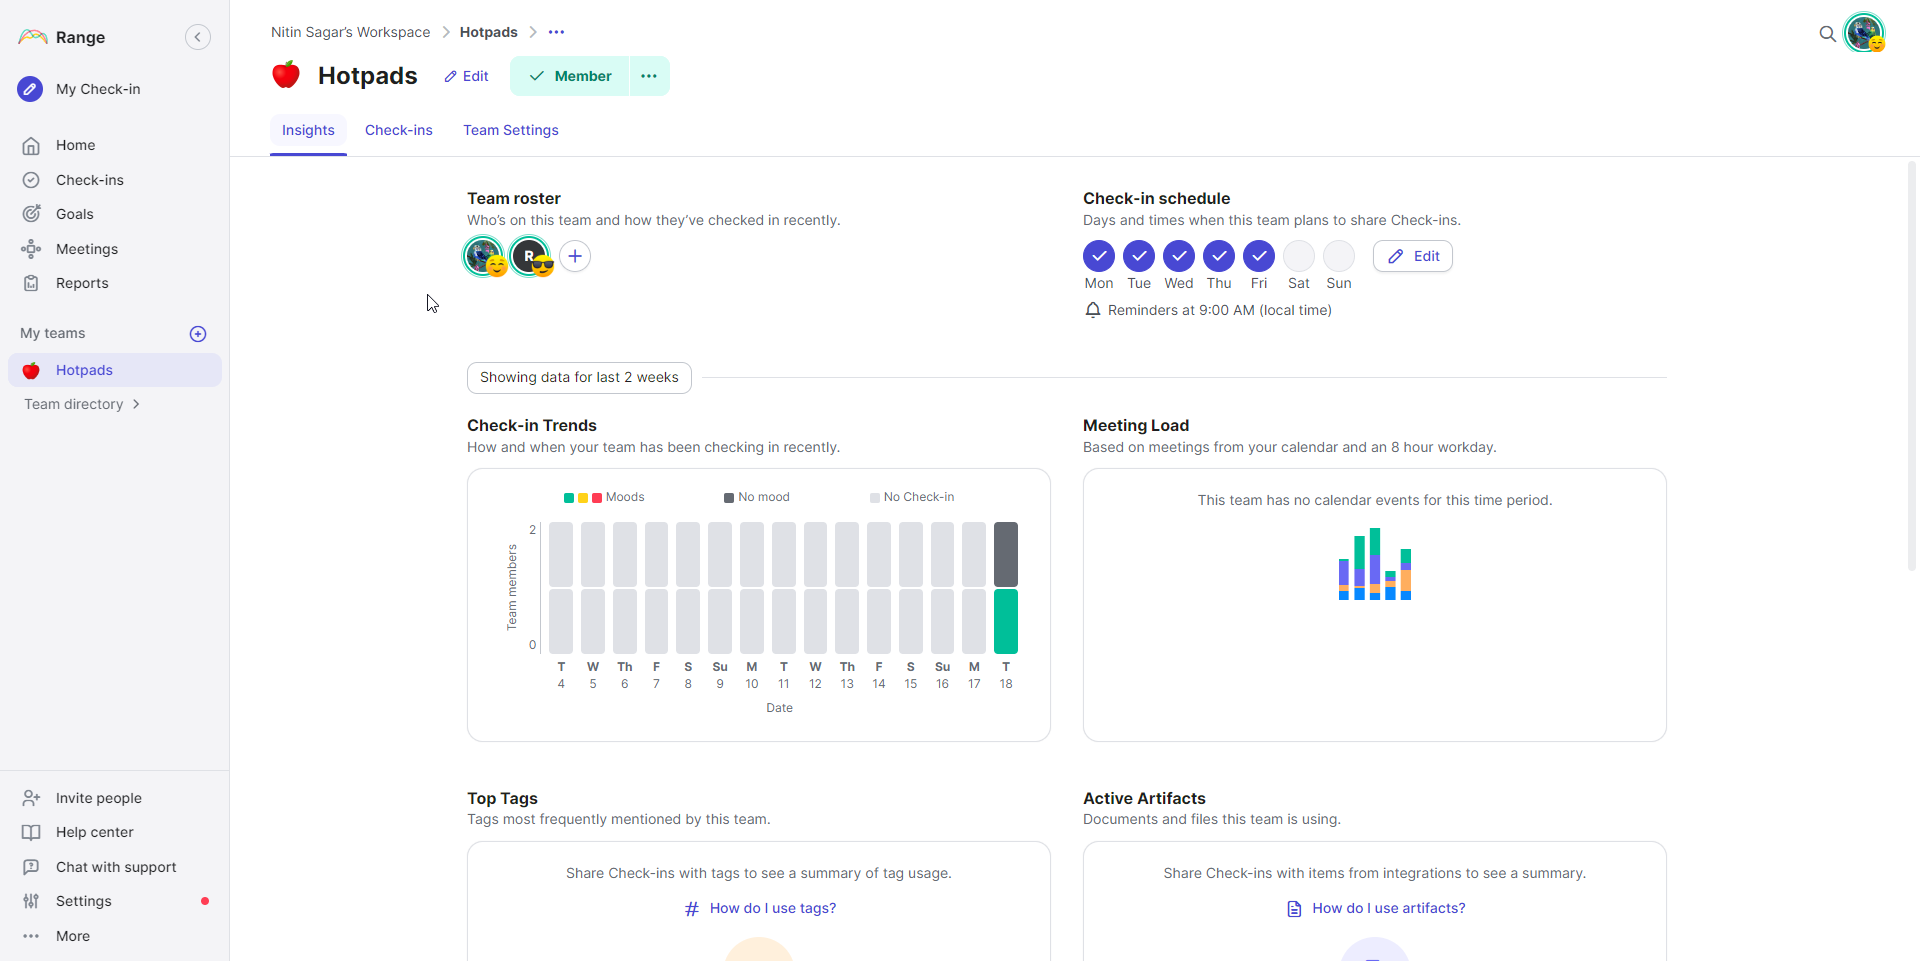 Range
My Check-in
Home
Check-ins
Goals
Meetings
Reports
My teams
Hotpads
Team directory
Invite people
Help center
Chat with support
Settings
More
Nitin Sagar's Workspace
Hotpads
Hotpads
Edit
Member
Insights
Check-ins
Team Settings
Team roster
Who's on this team and how they've checked in recently.
R
Check-in schedule
Days and times when this team plans to share Check-ins.
Mon Tue Wed Thu Fri Sat Sun
Edit
Reminders at 9:00 AM (local time)
Showing data for last 2 weeks
Check-in Trends
How and when your team has been checking in recently.
Moods No mood No Check-in
2
Team members
0
T W Th F S Su M T W Th F S Su M T
4 5 6 7 8 9 10 11 12 13 14 15 16 17 18
Date
Meeting Load
Based on meetings from your calendar and an 8 hour workday.
This team has no calendar events for this time period.
Top Tags
Tags most frequently mentioned by this team.
Share Check-ins with tags to see a summary of tag usage.
# How do I use tags?
Active Artifacts
Documents and files this team is using.
Share Check-ins with items from integrations to see a summary.
How do I use artifacts?